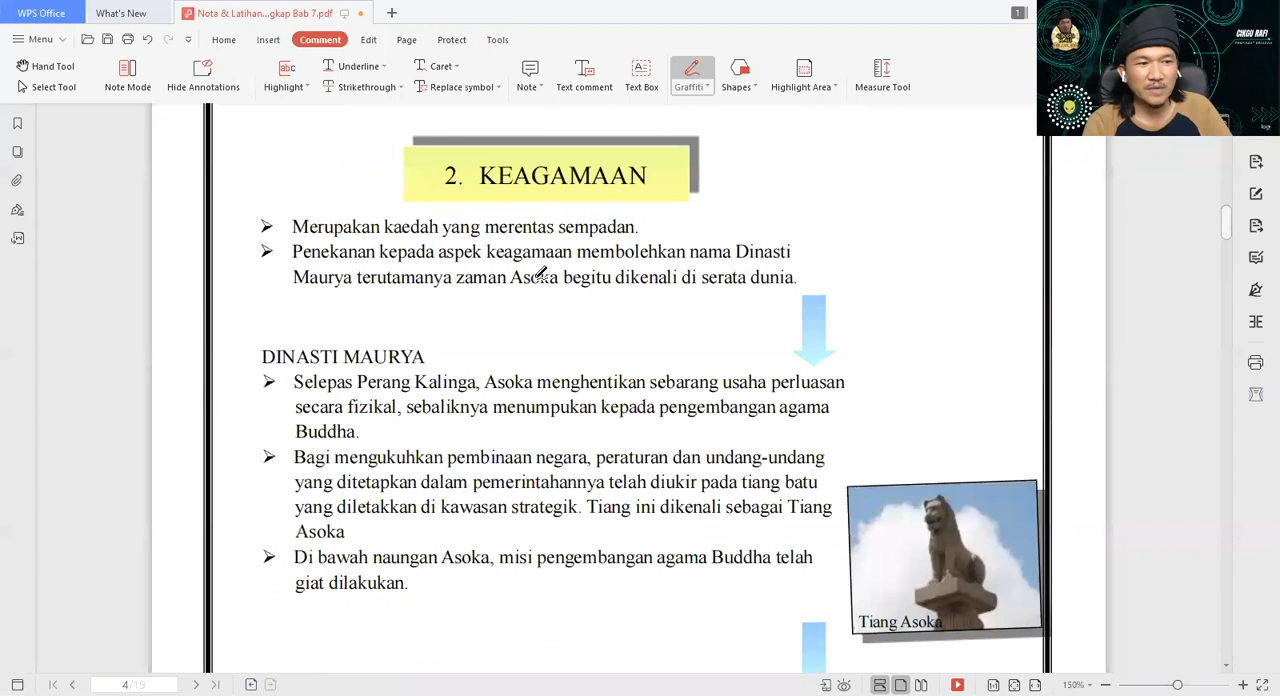 WPS Office
What's New
Nota & Latihan...gkap Bab 7.pdf
1
Menu
Home
Insert
Comment
Edit
Page
Protect
Tools
Hand Tool
Select Tool
Note Mode
Hide Annotations
Highlight
Underline
Strikethrough
Caret
Replace symbol
Note
Text comment
Text Box
Graffiti
Shapes
Highlight Area
Measure Tool
CIKGU RAFI
2. KEAGAMAAN
Merupakan kaedah yang merentas sempadan.
Penekanan kepada aspek keagamaan membolehkan nama Dinasti
Maurya terutamanya zaman Asoka begitu dikenali di serata dunia.
DINASTI MAURYA
Selepas Perang Kalinga, Asoka menghentikan sebarang usaha perluasan
secara fizikal, sebaliknya menumpukan kepada pengembangan agama
Buddha.
Bagi mengukuhkan pembinaan negara, peraturan dan undang-undang
yang ditetapkan dalam pemerintahannya telah diukir pada tiang batu
yang diletakkan di kawasan strategik. Tiang ini dikenali sebagai Tiang
Asoka
Di bawah naungan Asoka, misi pengembangan agama Buddha telah
giat dilakukan.
Tiang Asoka
4/19
150%